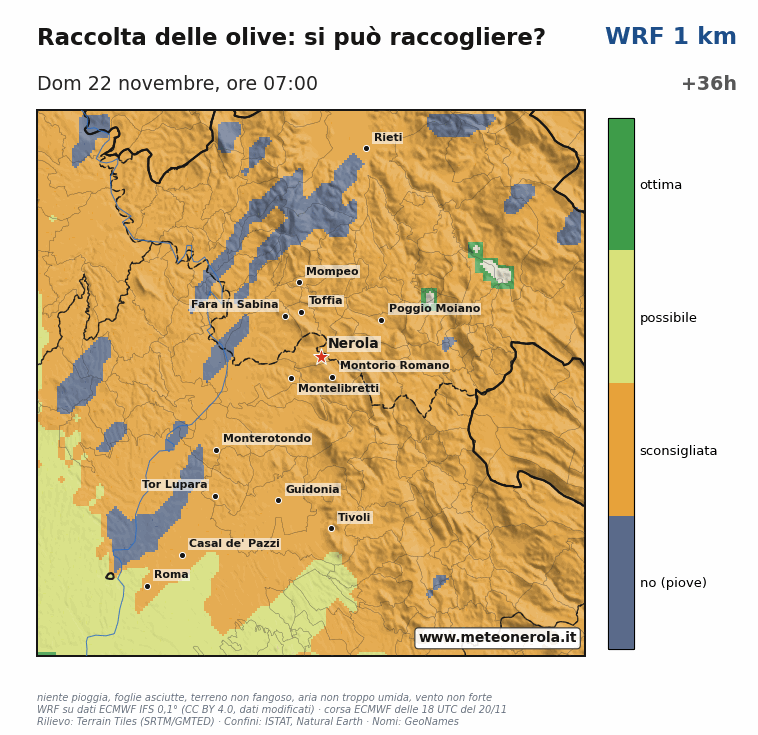 Raccolta delle olive: si può raccogliere?
WRF 1 km
Dom 22 novembre, ore 07:00
+36h
Rieti
Mompeo
Fara in Sabina
Toffia
Poggio Moiano
Nerola
Montorio Romano
Montelibretti
Monterotondo
Tor Lupara
Guidonia
Tivoli
Casal de' Pazzi
Roma
www.meteonerola.it
ottima
possibile
sconsigliata
no (piove)
niente pioggia, foglie asciutte, terreno non fangoso, aria non troppo umida, vento non forte
WRF su dati ECMWF IFS 0,1° (CC BY 4.0, dati modificati) · corsa ECMWF delle 18 UTC del 20/11
Rilievo: Terrain Tiles (SRTM/GMTED) · Confini: ISTAT, Natural Earth · Nomi: GeoNames